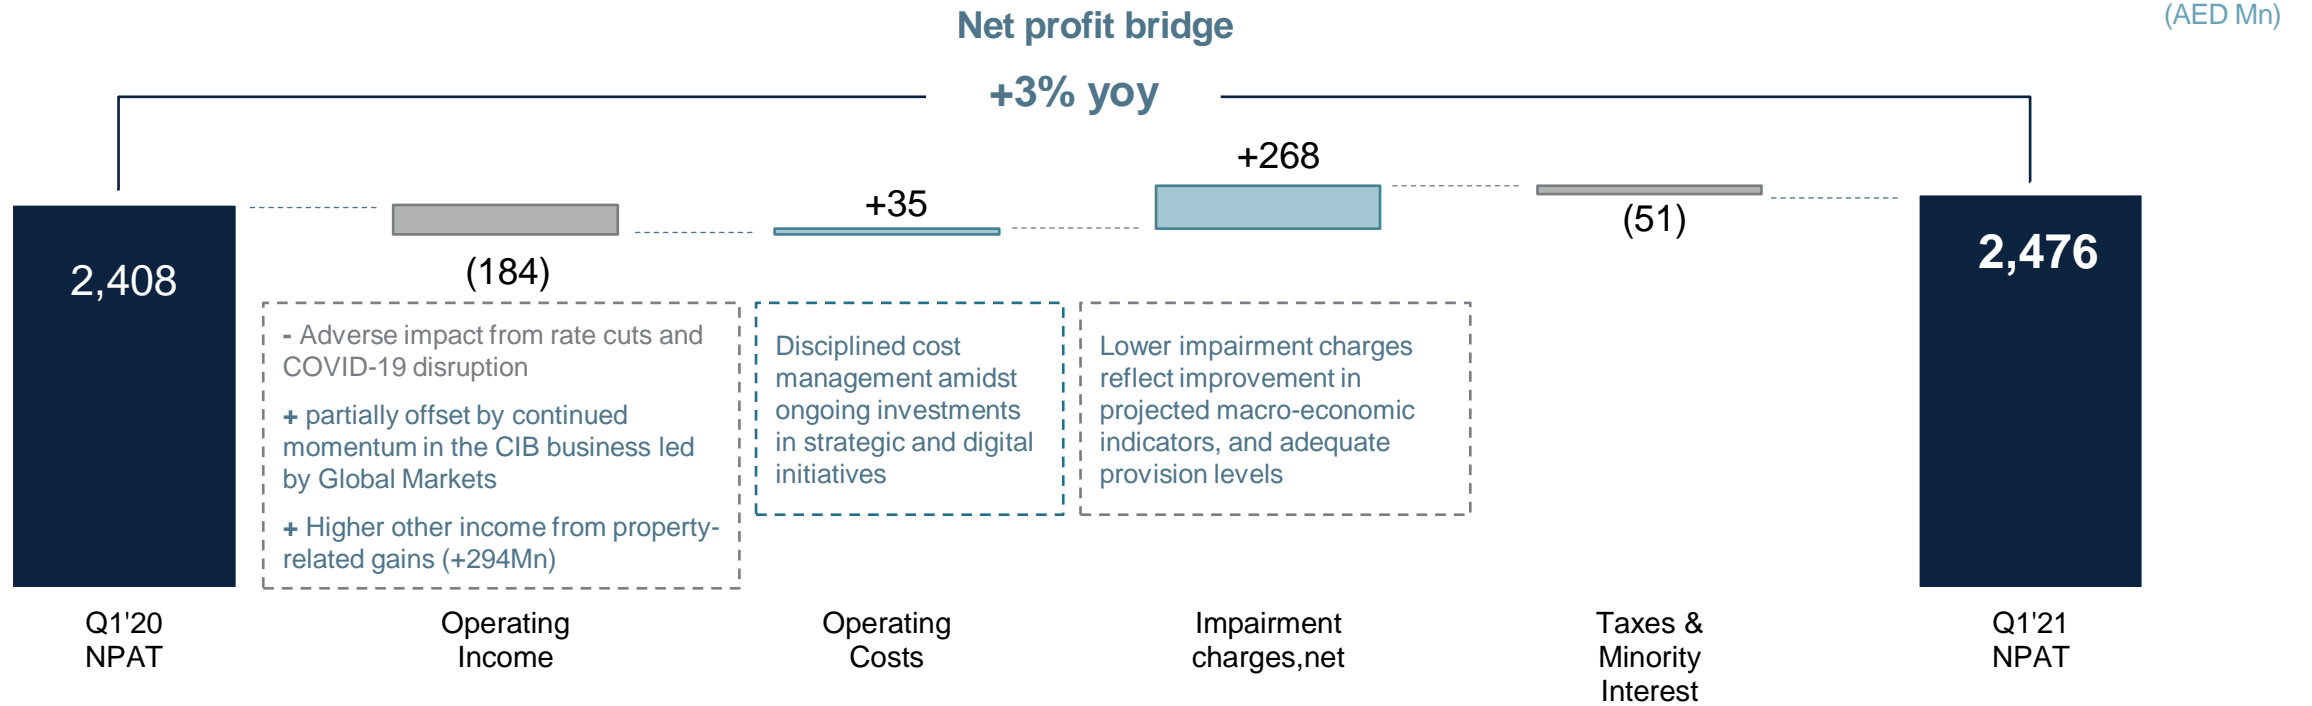 Net profit bridge
(AED Mn)
+3% yoy
+268
+35
(51)
2,408
(184)
2,476
- Adverse impact from rate cuts and
COVID-19 disruption
+ partially offset by continued
momentum in the CIB business led
by Global Markets
+ Higher other income from property-
related gains (+294Mn)
Disciplined cost
management amidst
ongoing investments
in strategic and digital
initiatives
Lower impairment charges
reflect improvement in
projected macro-economic
indicators, and adequate
provision levels
Q1'20
NPAT
Operating
Income
Operating
Costs
Impairment
charges,net
Taxes &
Minority
Interest
Q1'21
NPAT